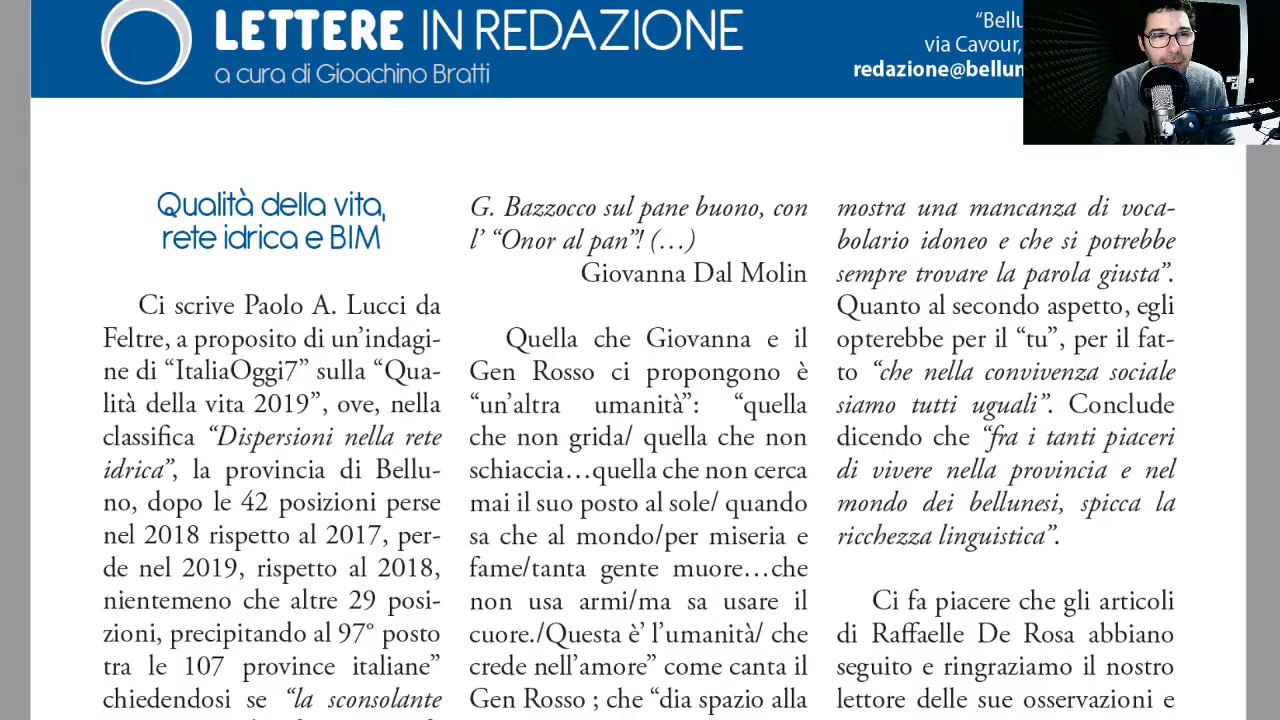 LETTERE IN REDAZIONE
a cura di Gioachino Bratti
via Cavour,
Qualità della vita,
rete idrica e BIM
Ci scrive Paolo A. Lucci da
Feltre, a proposito di un’indagi-
ne di “ItaliaOggi7” sulla “Qua-
lità della vita 2019”, ove, nella
classifica “Dispersioni nella rete
idrica”, la provincia di Bellu-
no, dopo le 42 posizioni perse
nel 2018 rispetto al 2017, per-
de nel 2019, rispetto al 2018,
nientemeno che altre 29 posi-
zioni, precipitando al 97° posto
tra le 107 province italiane”
chiedendosi se “la sconsolante
G. Bazzocco sul pane buono, con
l’ “Onor al pan”! (…)
Giovanna Dal Molin
Quella che Giovanna e il
Gen Rosso ci propongono è
“un’altra umanità”: “quella
che non grida/ quella che non
schiaccia…quella che non cerca
mai il suo posto al sole/ quando
sa che al mondo/per miseria e
fame/tanta gente muore…che
non usa armi/ma sa usare il
cuore./Questa è’ l’umanità/ che
crede nell’amore” come canta il
Gen Rosso ; che “dia spazio alla
mostra una mancanza di voca-
bolario idoneo e che si potrebbe
sempre trovare la parola giusta”.
Quanto al secondo aspetto, egli
opterebbe per il “tu”, per il fat-
to “che nella convivenza sociale
siamo tutti uguali”. Conclude
dicendo che “fra i tanti piaceri
di vivere nella provincia e nel
mondo dei bellunesi, spicca la
ricchezza linguistica”.
Ci fa piacere che gli articoli
di Raffaelle De Rosa abbiano
seguito e ringraziamo il nostro
lettore delle sue osservazioni e